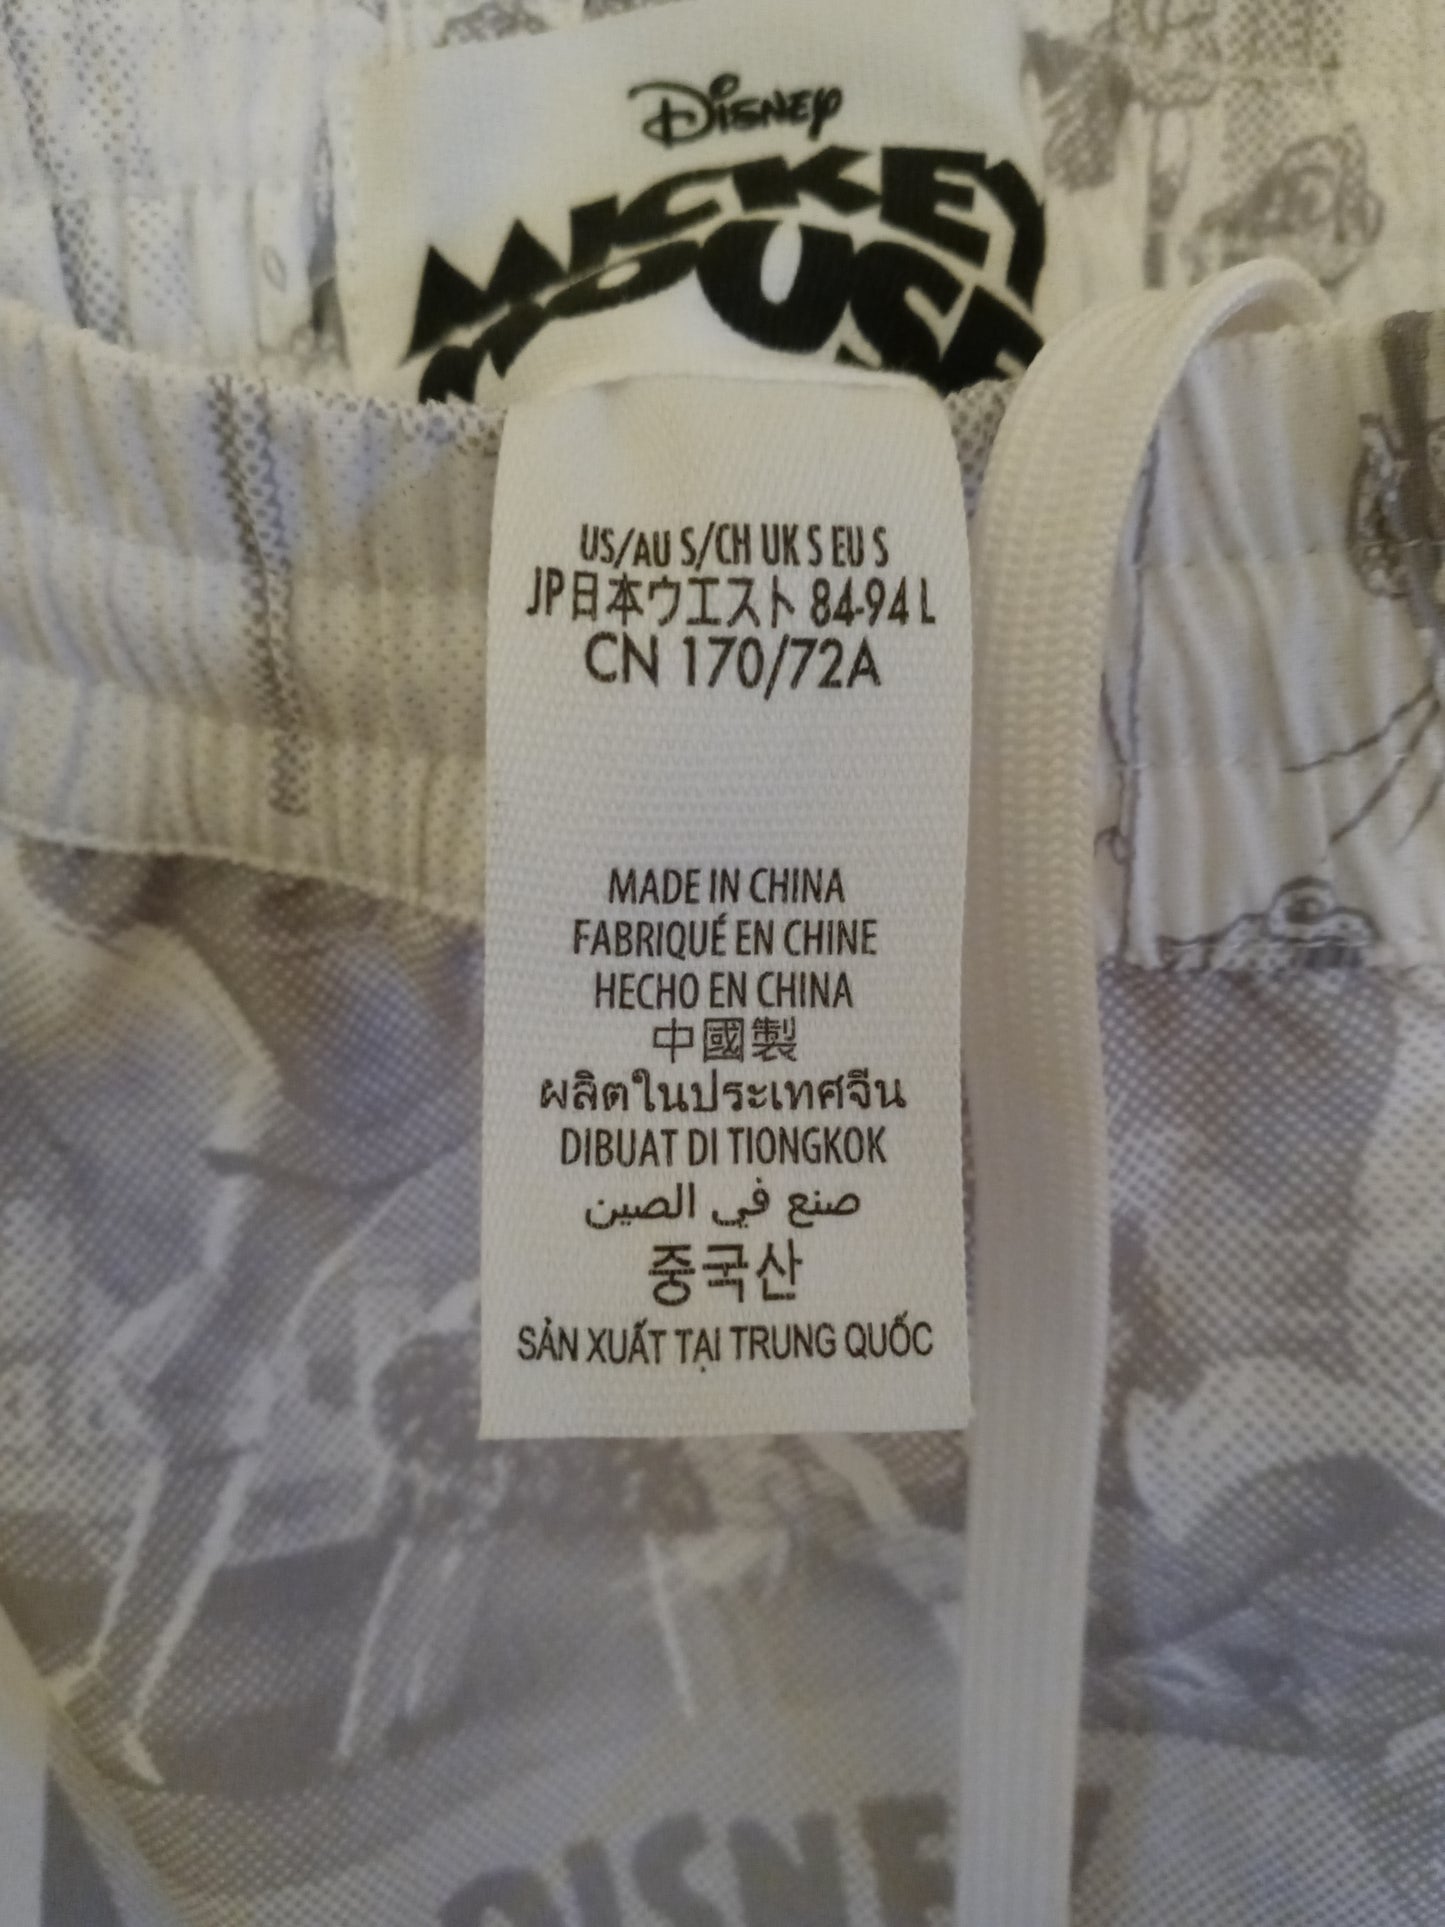 DISNEY
MICKEY
MOUSE
US/AU S/CH UK S EU S
JP日本ウエスト 84-94 L
CN 170/72A
MADE IN CHINA
FABRIQUÉ EN CHINE
HECHO EN CHINA
中國製
ผลิตในประเทศจีน
DIBUAT DI TIONGKOK
صنع في الصين
중국산
SẢN XUẤT TẠI TRUNG QUỐC
DISNEY